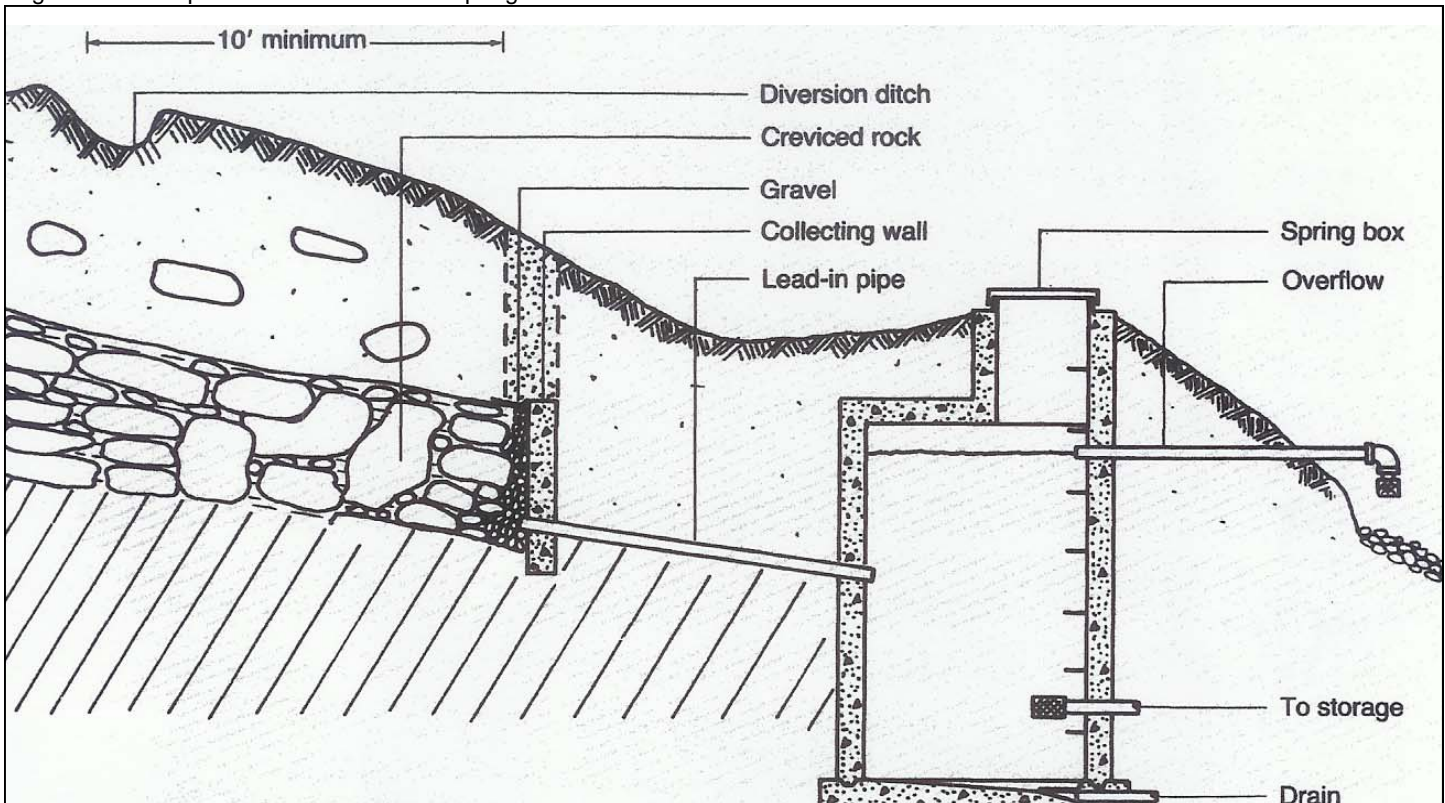 10' minimum
Diversion ditch
Creviced rock
Gravel
Collecting wall
Lead-in pipe
Spring box
Overflow
To storage
Drain